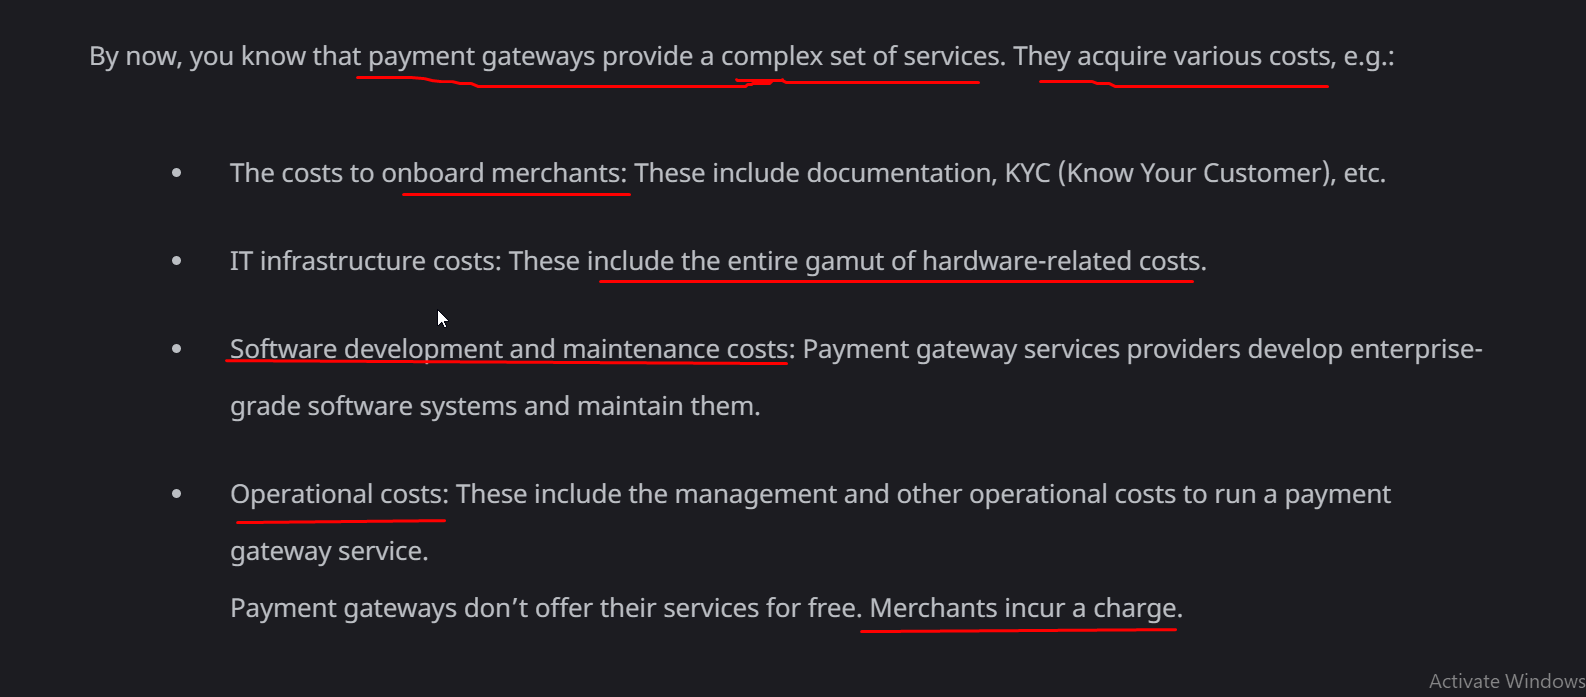 By now, you know that payment gateways provide a complex set of services. They acquire various costs, e.g.:
• The costs to onboard merchants: These include documentation, KYC (Know Your Customer), etc.
• IT infrastructure costs: These include the entire gamut of hardware-related costs.
• Software development and maintenance costs: Payment gateway services providers develop enterprise-
grade software systems and maintain them.
• Operational costs: These include the management and other operational costs to run a payment
gateway service.
Payment gateways don’t offer their services for free. Merchants incur a charge.
Activate Windows